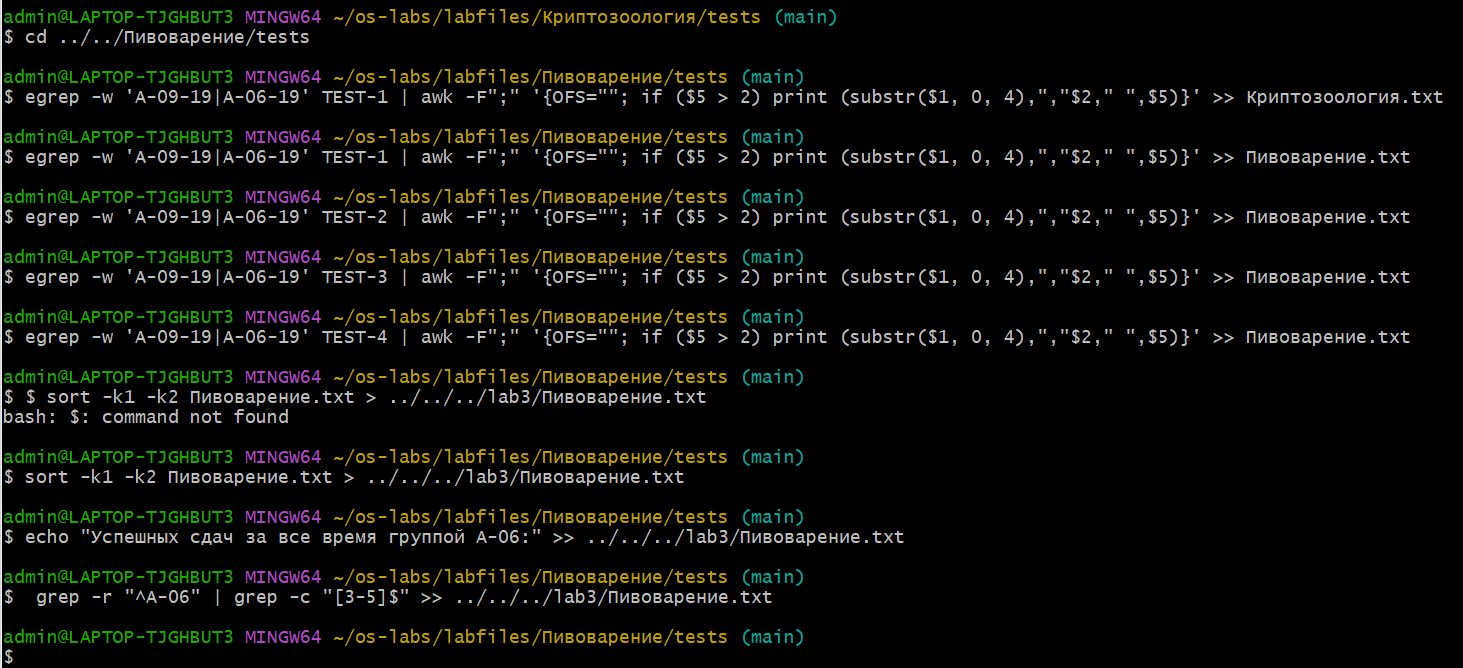 admin@LAPTOP-TJGHBUT3 MINGW64 ~/os-labs/labfiles/Криптозоология/tests (main)
$ cd ../../Пивоварение/tests
admin@LAPTOP-TJGHBUT3 MINGW64 ~/os-labs/labfiles/Пивоварение/tests (main)
$ egrep -w 'А-09-19|А-06-19' TEST-1 | awk -F";" '{OFS=""; if ($5 > 2) print (substr($1, 0, 4),","$2," ",$5)}' >> Криптозоология.txt
admin@LAPTOP-TJGHBUT3 MINGW64 ~/os-labs/labfiles/Пивоварение/tests (main)
$ egrep -w 'А-09-19|А-06-19' TEST-1 | awk -F";" '{OFS=""; if ($5 > 2) print (substr($1, 0, 4),","$2," ",$5)}' >> Пивоварение.txt
admin@LAPTOP-TJGHBUT3 MINGW64 ~/os-labs/labfiles/Пивоварение/tests (main)
$ egrep -w 'А-09-19|А-06-19' TEST-2 | awk -F";" '{OFS=""; if ($5 > 2) print (substr($1, 0, 4),","$2," ",$5)}' >> Пивоварение.txt
admin@LAPTOP-TJGHBUT3 MINGW64 ~/os-labs/labfiles/Пивоварение/tests (main)
$ egrep -w 'А-09-19|А-06-19' TEST-3 | awk -F";" '{OFS=""; if ($5 > 2) print (substr($1, 0, 4),","$2," ",$5)}' >> Пивоварение.txt
admin@LAPTOP-TJGHBUT3 MINGW64 ~/os-labs/labfiles/Пивоварение/tests (main)
$ egrep -w 'А-09-19|А-06-19' TEST-4 | awk -F";" '{OFS=""; if ($5 > 2) print (substr($1, 0, 4),","$2," ",$5)}' >> Пивоварение.txt
admin@LAPTOP-TJGHBUT3 MINGW64 ~/os-labs/labfiles/Пивоварение/tests (main)
$ $ sort -k1 -k2 Пивоварение.txt > ../../../lab3/Пивоварение.txt
bash: $: command not found
admin@LAPTOP-TJGHBUT3 MINGW64 ~/os-labs/labfiles/Пивоварение/tests (main)
$ sort -k1 -k2 Пивоварение.txt > ../../../lab3/Пивоварение.txt
admin@LAPTOP-TJGHBUT3 MINGW64 ~/os-labs/labfiles/Пивоварение/tests (main)
$ echo "Успешных сдач за все время группой А-06:" >> ../../../lab3/Пивоварение.txt
admin@LAPTOP-TJGHBUT3 MINGW64 ~/os-labs/labfiles/Пивоварение/tests (main)
$  grep -r "^А-06" | grep -c "[3-5]$" >> ../../../lab3/Пивоварение.txt
admin@LAPTOP-TJGHBUT3 MINGW64 ~/os-labs/labfiles/Пивоварение/tests (main)
$